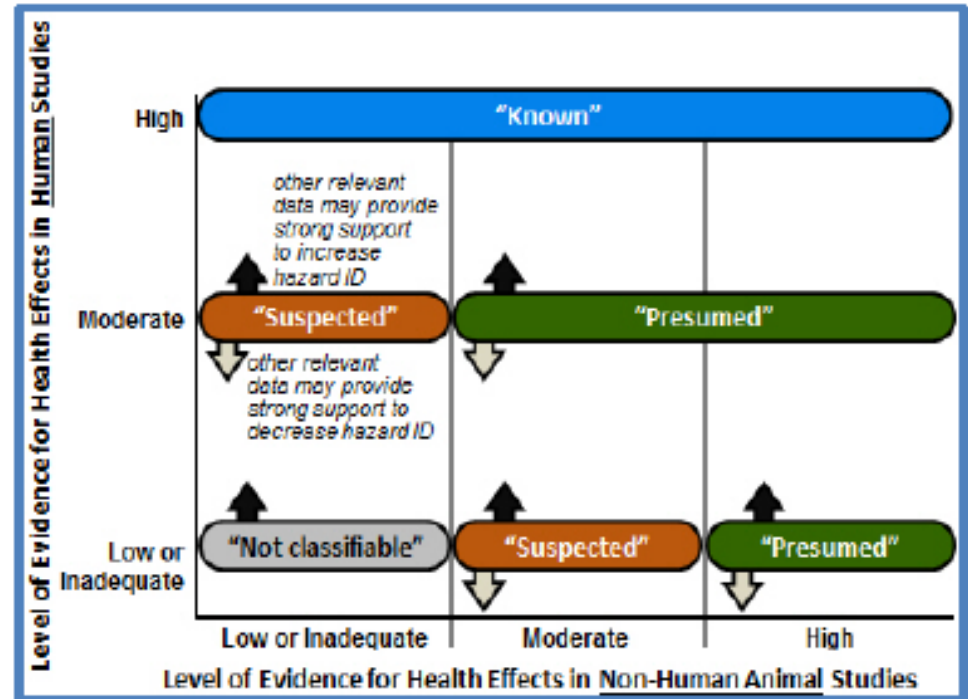 Level of Evidence for Health Effects in Human Studies
High
"Known"
other relevant
data may provide
strong support
to increase
hazard ID
Moderate
"Suspected"
"Presumed"
other relevant
data may provide
strong support to
decrease hazard ID
Low or
Inadequate
"Not classifiable"
"Suspected"
"Presumed"
Low or Inadequate
Moderate
High
Level of Evidence for Health Effects in Non-Human Animal Studies